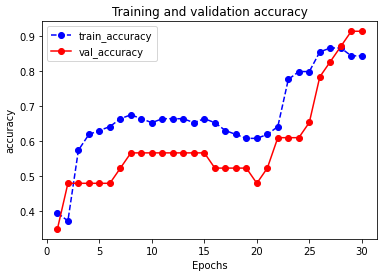 Training and validation accuracy
train_accuracy
val_accuracy
accuracy
0.9
0.8
0.7
0.6
0.5
0.4
0 5 10 15 20 25 30
Epochs